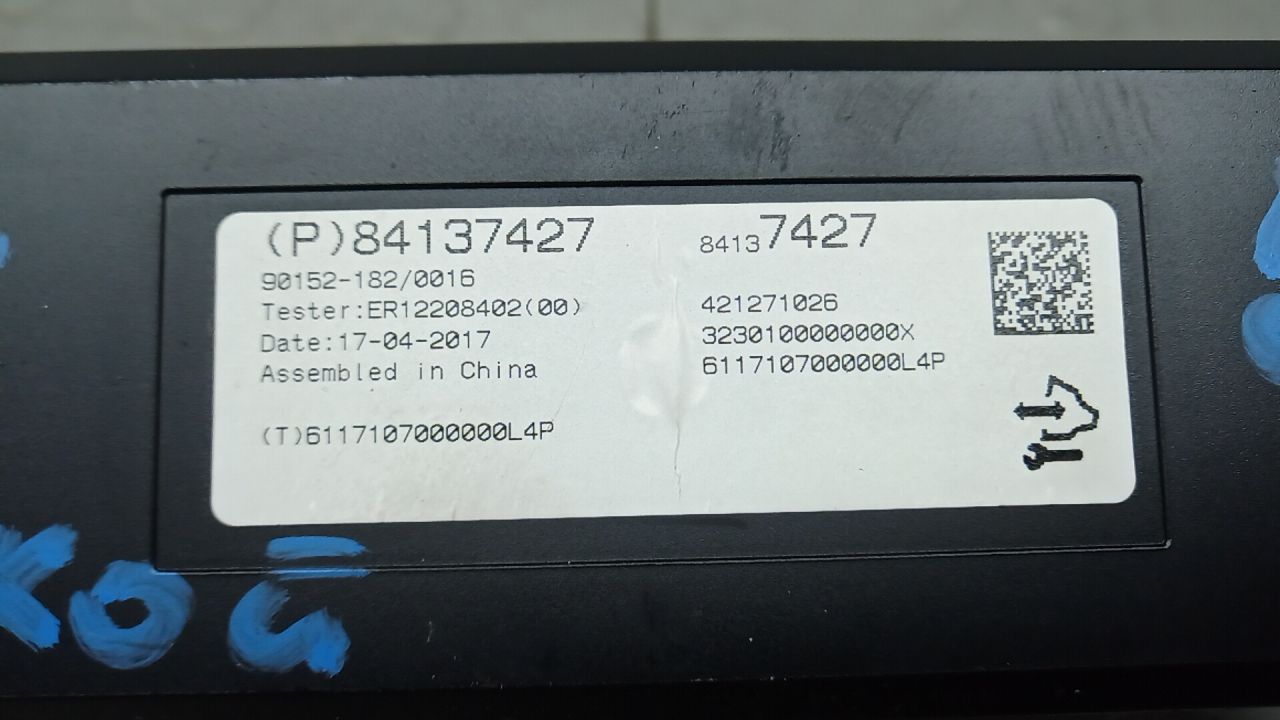 (P)84137427
90152-182/0016
Tester:ER12208402(00)
Date:17-04-2017
Assembled in China
(T)6117107000000L4P
84137427
421271026
3230100000000X
6117107000000L4P